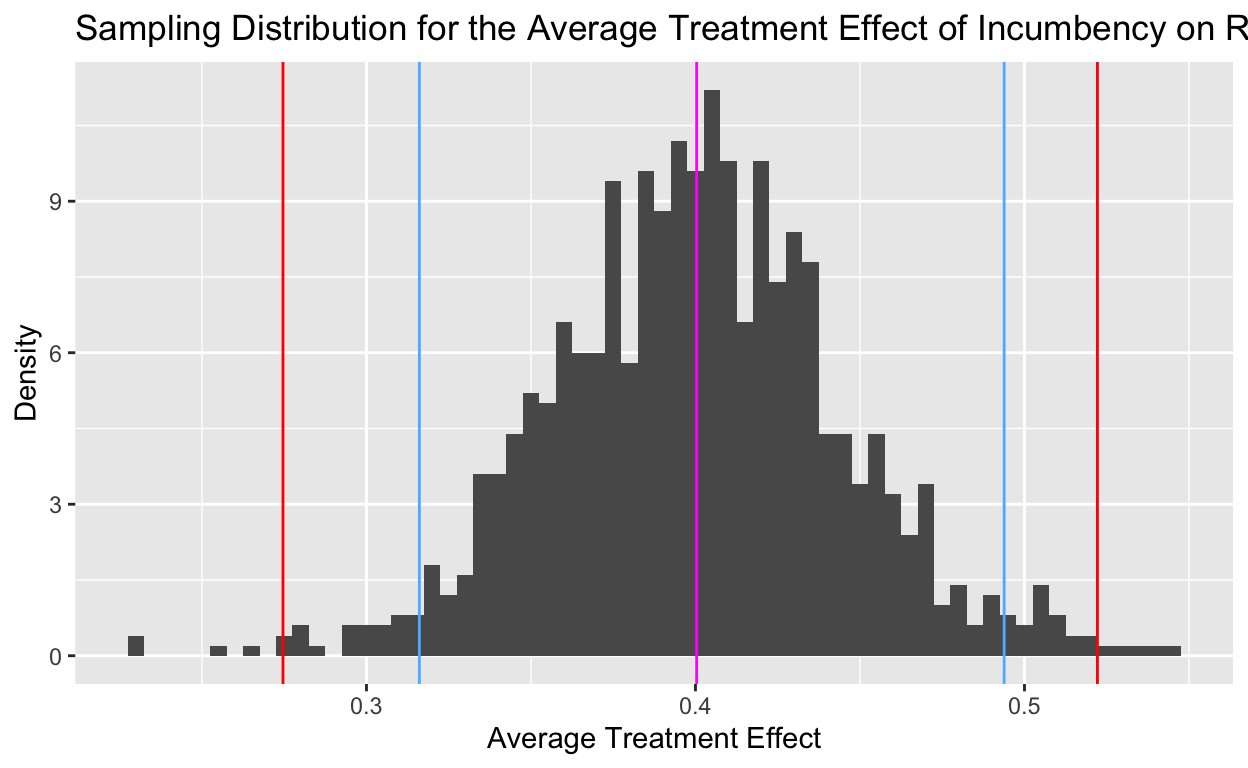 Sampling Distribution for the Average Treatment Effect of Incumbency on R
Density
9
6
3
0
0.3 0.4 0.5
Average Treatment Effect